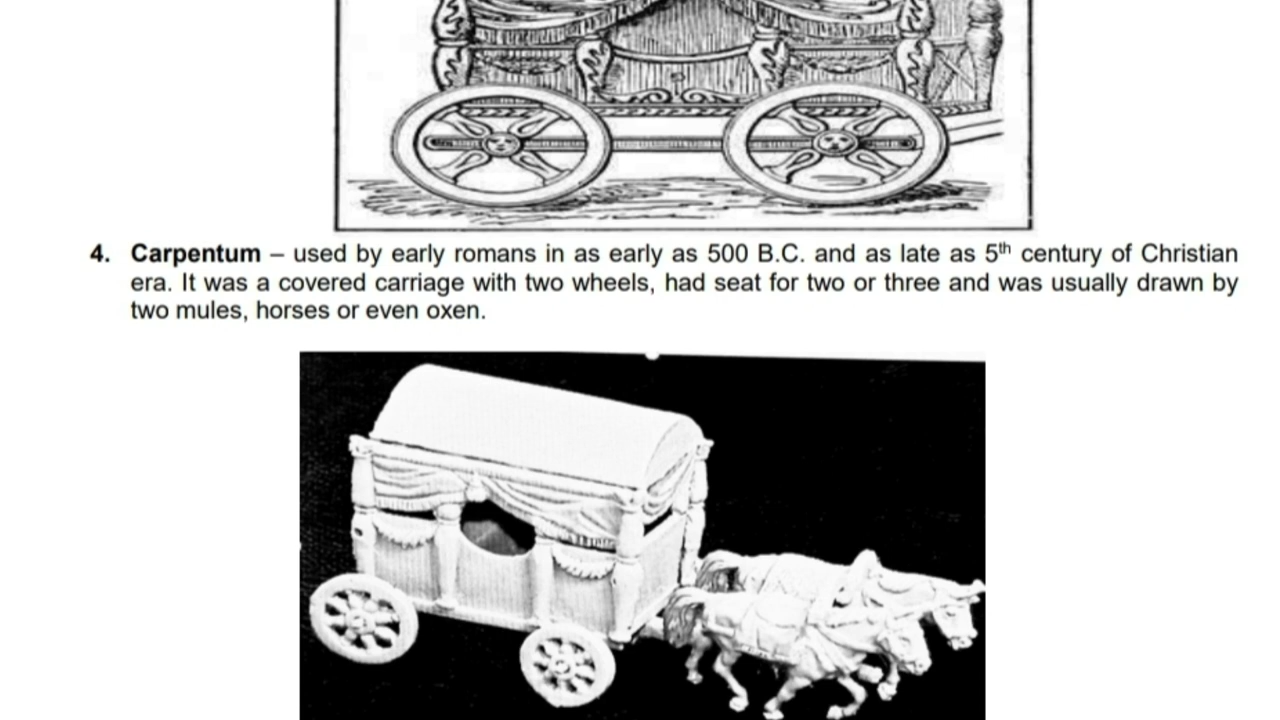 4. Carpentum – used by early romans in as early as 500 B.C. and as late as 5th century of Christian
era. It was a covered carriage with two wheels, had seat for two or three and was usually drawn by
two mules, horses or even oxen.